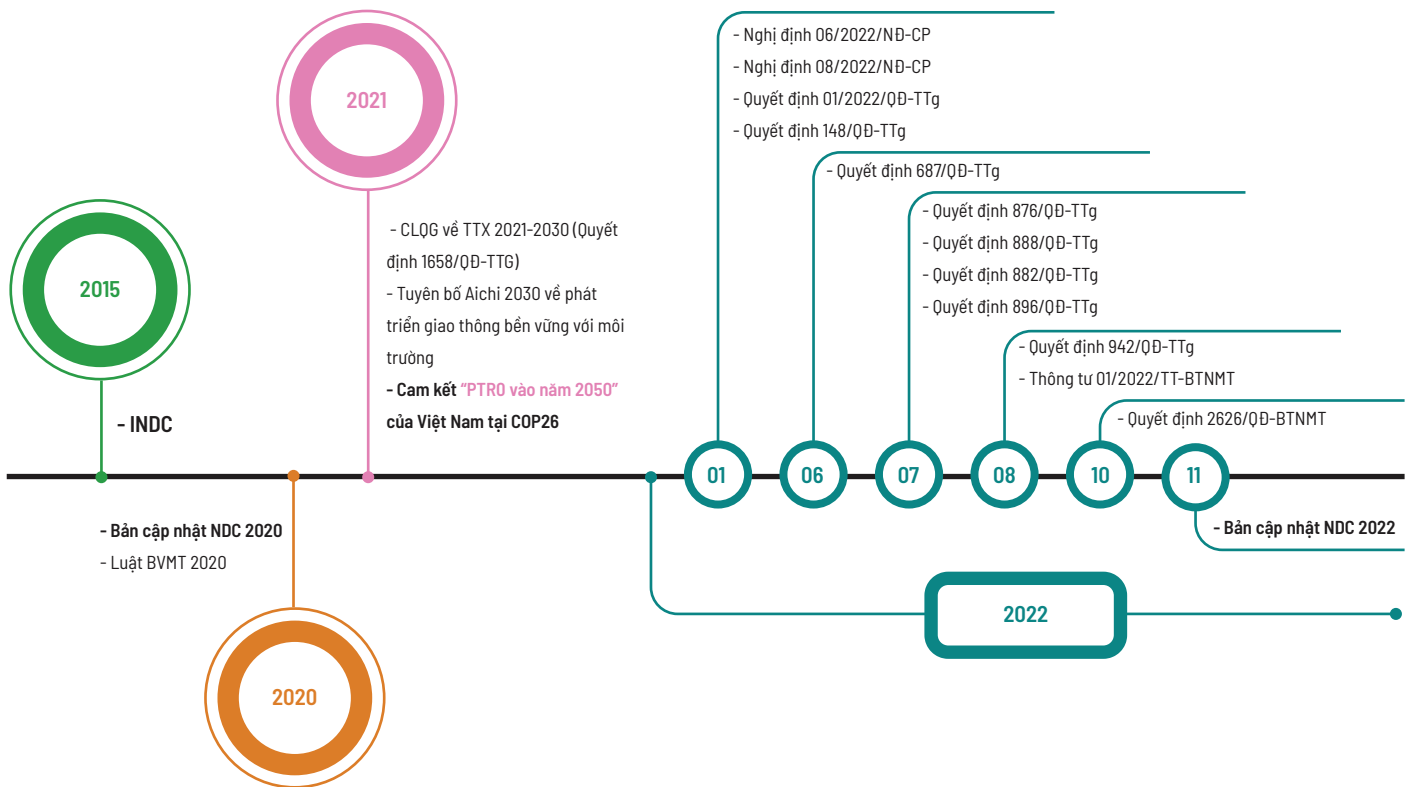 2015
- INDC
- Bản cập nhật NDC 2020
- Luật BVMT 2020
2020
2021
- CLQG về TTX 2021-2030 (Quyết
định 1658/QĐ-TTG)
- Tuyên bố Aichi 2030 về phát
triển giao thông bền vững với môi
trường
- Cam kết “PTR0 vào năm 2050”
của Việt Nam tại COP26
- Nghị định 06/2022/NĐ-CP
- Nghị định 08/2022/NĐ-CP
- Quyết định 01/2022/QĐ-TTg
- Quyết định 148/QĐ-TTg
01
- Quyết định 687/QĐ-TTg
06
- Quyết định 876/QĐ-TTg
- Quyết định 888/QĐ-TTg
- Quyết định 882/QĐ-TTg
- Quyết định 896/QĐ-TTg
07
- Quyết định 942/QĐ-TTg
- Thông tư 01/2022/TT-BTNMT
08
- Quyết định 2626/QĐ-BTNMT
10
11
- Bản cập nhật NDC 2022
2022